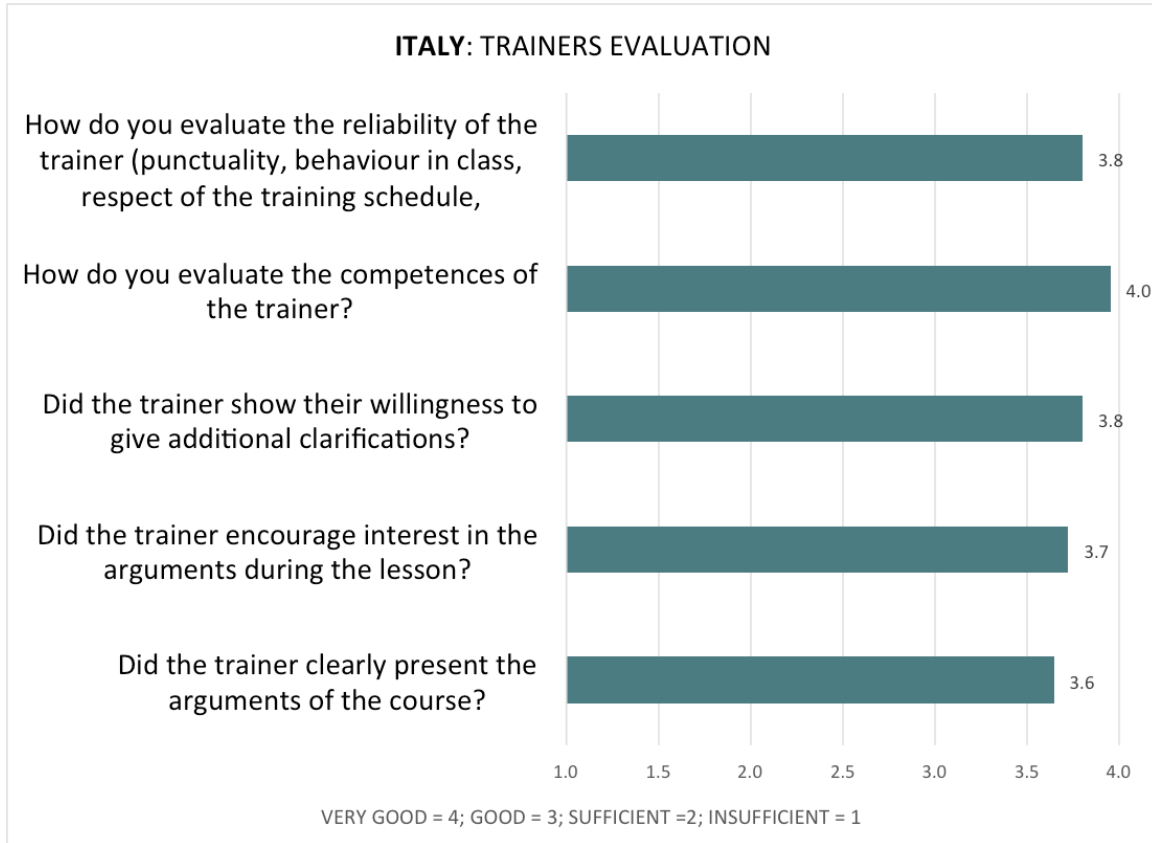 ITALY: TRAINERS EVALUATION
How do you evaluate the reliability of the
trainer (punctuality, behaviour in class,
respect of the training schedule,
3.8
How do you evaluate the competences of
the trainer?
4.0
Did the trainer show their willingness to
give additional clarifications?
3.8
Did the trainer encourage interest in the
arguments during the lesson?
3.7
Did the trainer clearly present the
arguments of the course?
3.6
1.0 1.5 2.0 2.5 3.0 3.5 4.0
VERY GOOD = 4; GOOD = 3; SUFFICIENT =2; INSUFFICIENT = 1